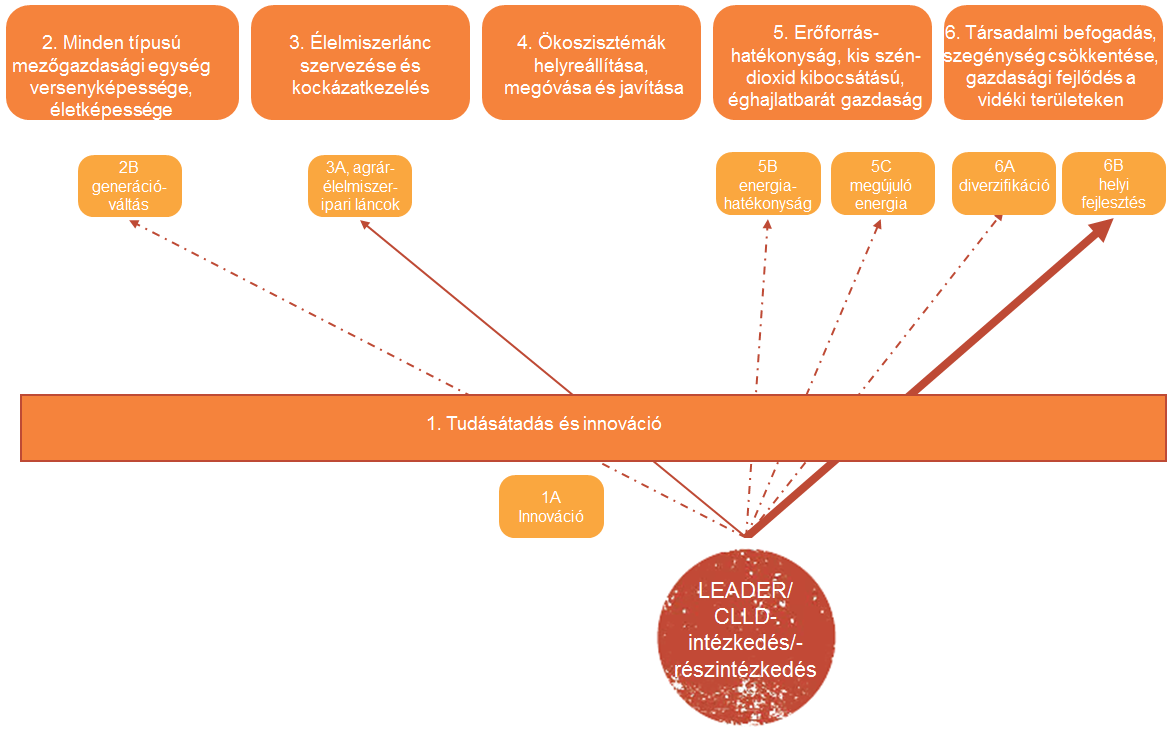 2. Minden típusú
mezőgazdasági egység
versenyképessége,
életképessége
3. Élelmiszerlánc
szervezése és
kockázatkezelés
4. Ökoszisztémák
helyreállítása,
megóvása és javítása
5. Erőforrás-
hatékonyság, kis szén-
dioxid kibocsátású,
éghajlatbarát gazdaság
6. Társadalmi befogadás,
szegénység csökkentése,
gazdasági fejlődés a
vidéki területeken
2B
generáció-
váltás
3A, agrár-
élelmiszer-
ipari láncok
5B
energia-
hatékonyság
5C
megújuló
energia
6A
diverzifikáció
6B
helyi
fejlesztés
1. Tudásátadás és innováció
1A
Innováció
LEADER/
CLLD-
intézkedés/-
részintézkedés